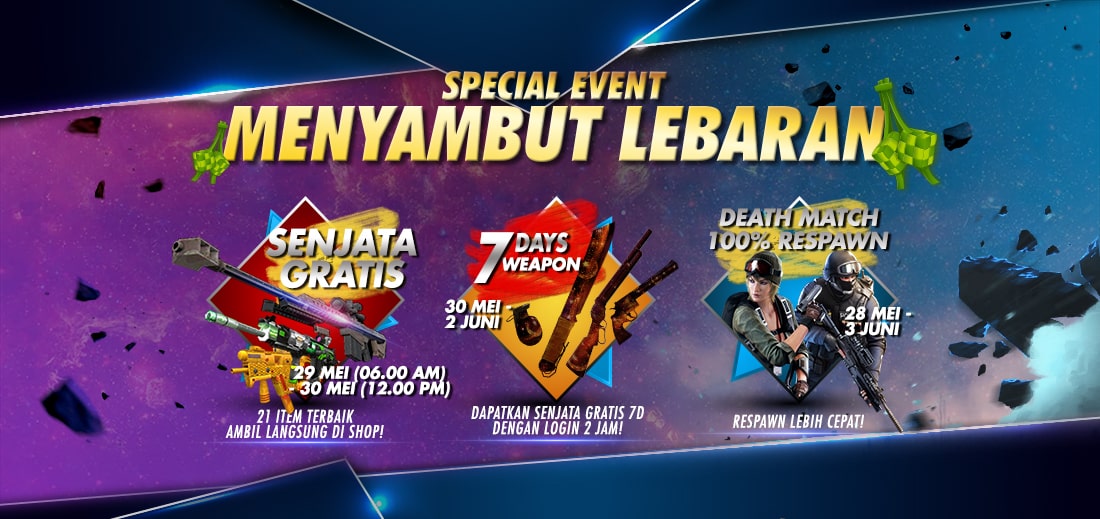 SPECIAL EVENT
MENYAMBUT LEBARAN
SENJATA
GRATIS
29 MEI (06.00 AM)
- 30 MEI (12.00 PM)
21 ITEM TERBAIK
AMBIL LANGSUNG DI SHOP!
7 DAYS
WEAPON
30 MEI -
2 JUNI
DAPATKAN SENJATA GRATIS 7D
DENGAN LOGIN 2 JAM!
DEATH MATCH
100% RESPAWN
28 MEI -
3 JUNI
RESPAWN LEBIH CEPAT!